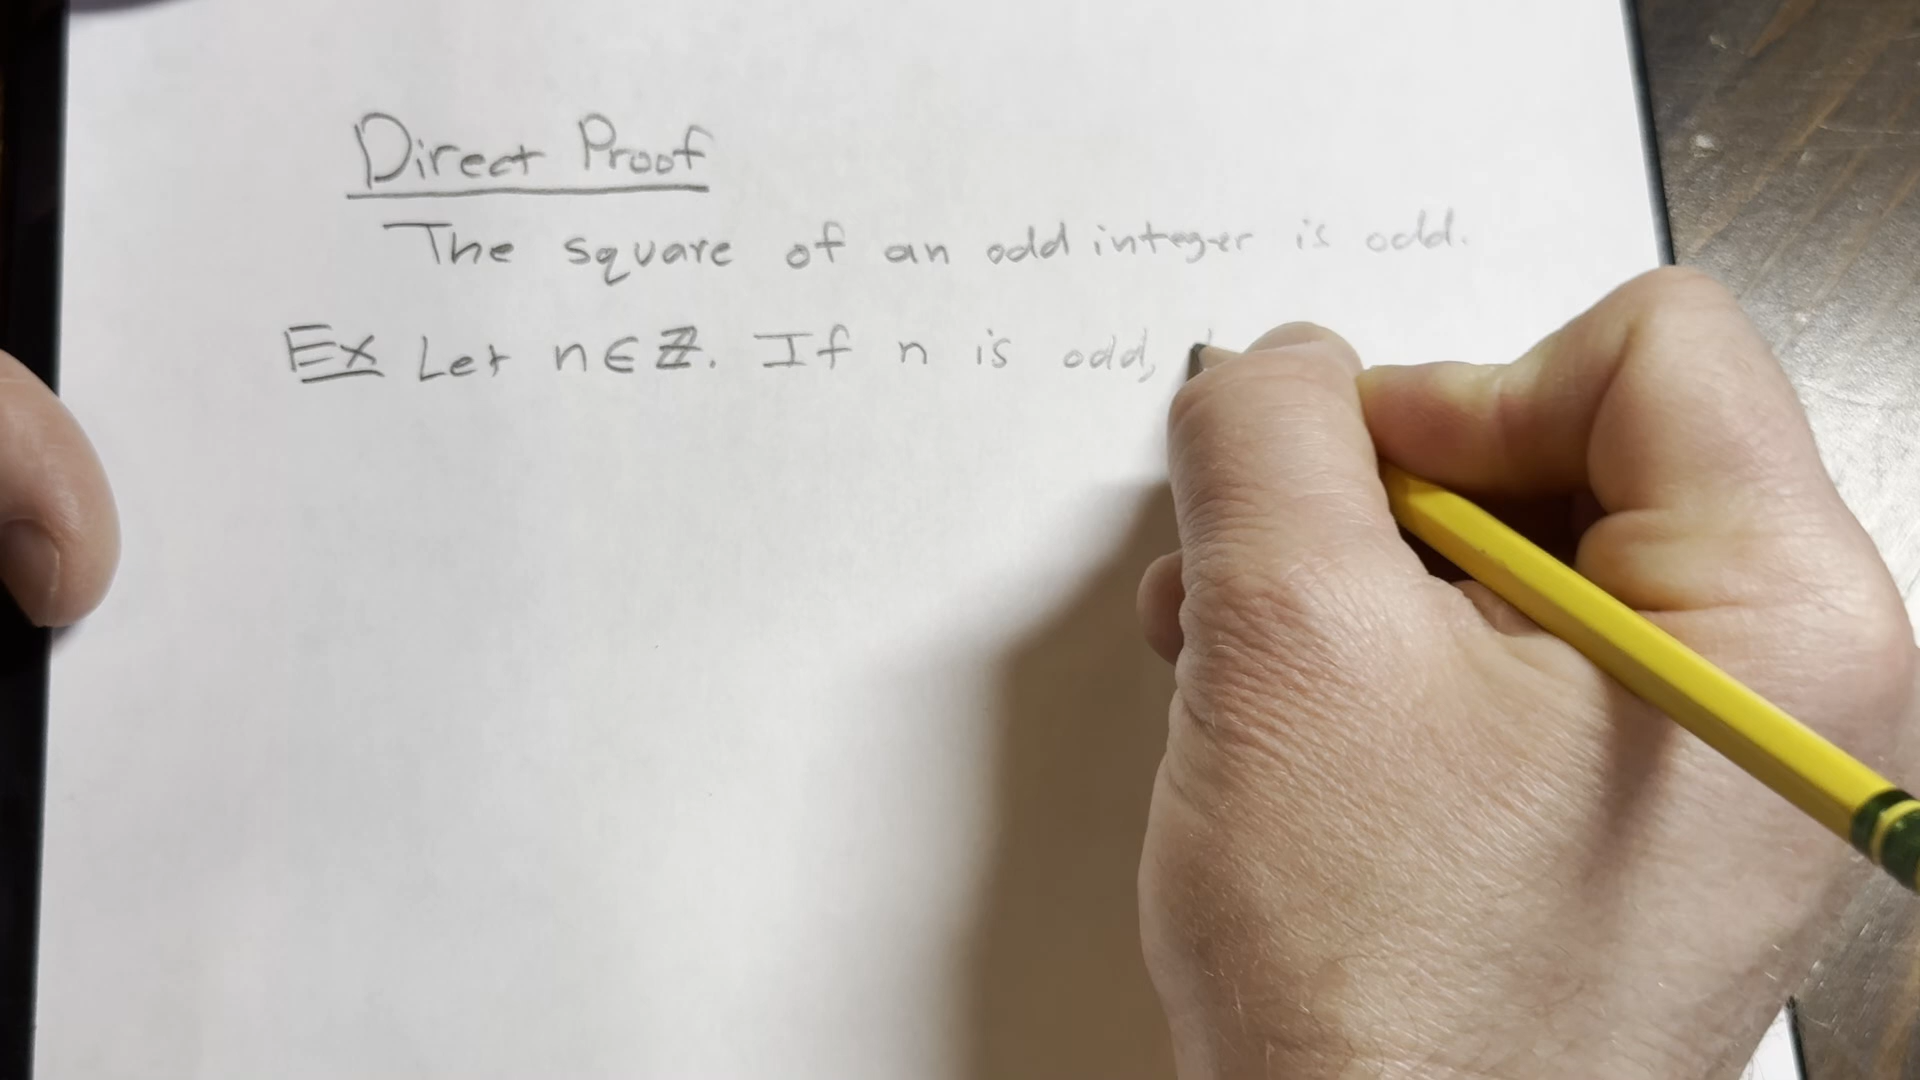 Direct Proof
The square of an odd integer is odd.
Ex Let n∈ℤ. If n is odd,